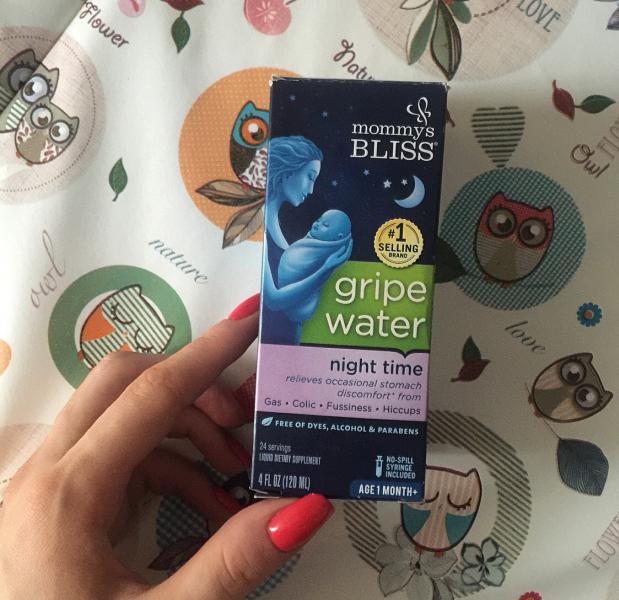 Flower
LOVE
Natu
mommy's
BLISS®
Owl
#1
SELLING
BRAND
owl
nature
gripe
water
love
night time
relieves occasional stomach
discomfort* from
Gas • Colic • Fussiness • Hiccups
FREE OF DYES, ALCOHOL & PARABENS
24 servings
LIQUID DIETARY SUPPLEMENT
4 FL OZ (120 ML)
NO-SPILL
SYRINGE
INCLUDED
AGE 1 MONTH+
FLOWER